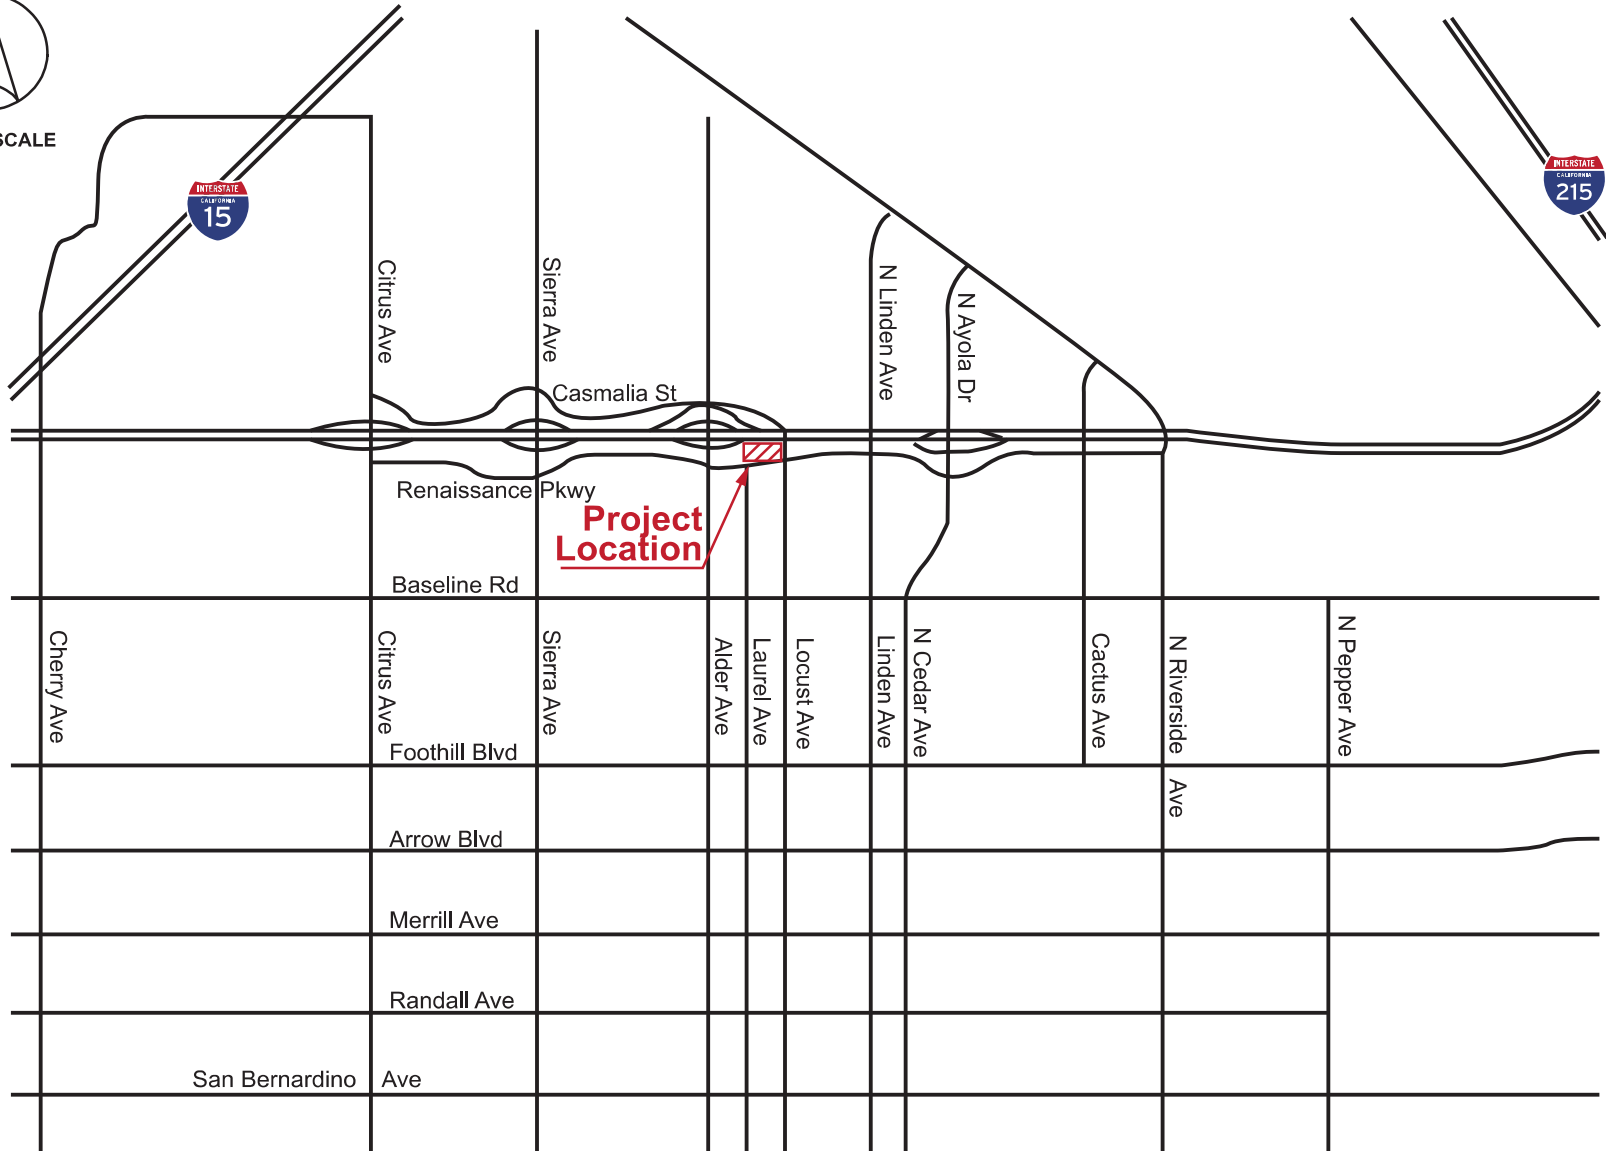 SCALE
INTERSTATE
CALIFORNIA
15
INTERSTATE
CALIFORNIA
215
Citrus Ave
Sierra Ave
N Linden Ave
N Ayola Dr
Casmalia St
Renaissance Pkwy
Project
Location
Baseline Rd
Cherry Ave
Citrus Ave
Sierra Ave
Alder Ave
Laurel Ave
Locust Ave
Linden Ave
N Cedar Ave
Cactus Ave
N Riverside Ave
N Pepper Ave
Foothill Blvd
Arrow Blvd
Merrill Ave
Randall Ave
San Bernardino Ave